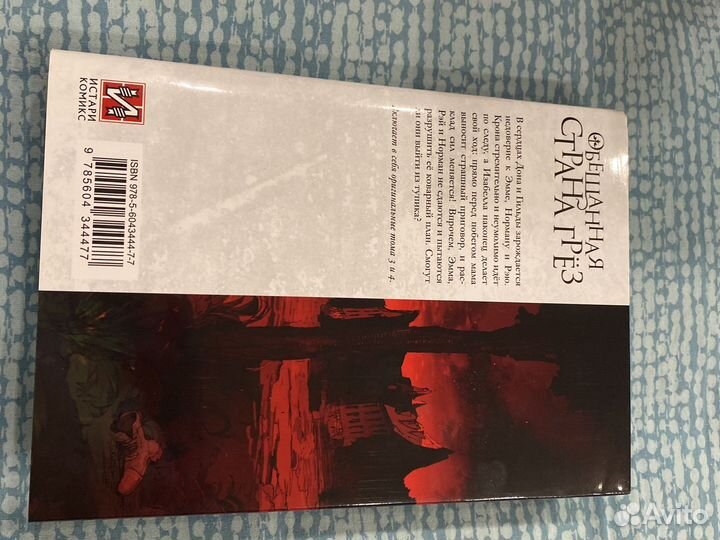 ОБЕЩАННАЯ
СТРАНА ГРЁЗ
В сердцах Дона и Гильды зарождается
недоверие к Эмме, Норману и Рэю.
Крона стремительно и неумолимо идёт
по следу, а Изабелла наконец делает
свой ход: прямо перед побегом мама
выносит страшный приговор, и рас-
клад сил меняется! Впрочем, Эмма,
Рэй и Норман не сдаются и пытаются
разрушить её коварный план. Смогут
ли они выйти из тупика?
Включает в себя оригинальные тома 3 и 4.
ИСТАРИ
КОМИКС
ISBN 978-5-6043444-7-7
9 785604 344477
Avito